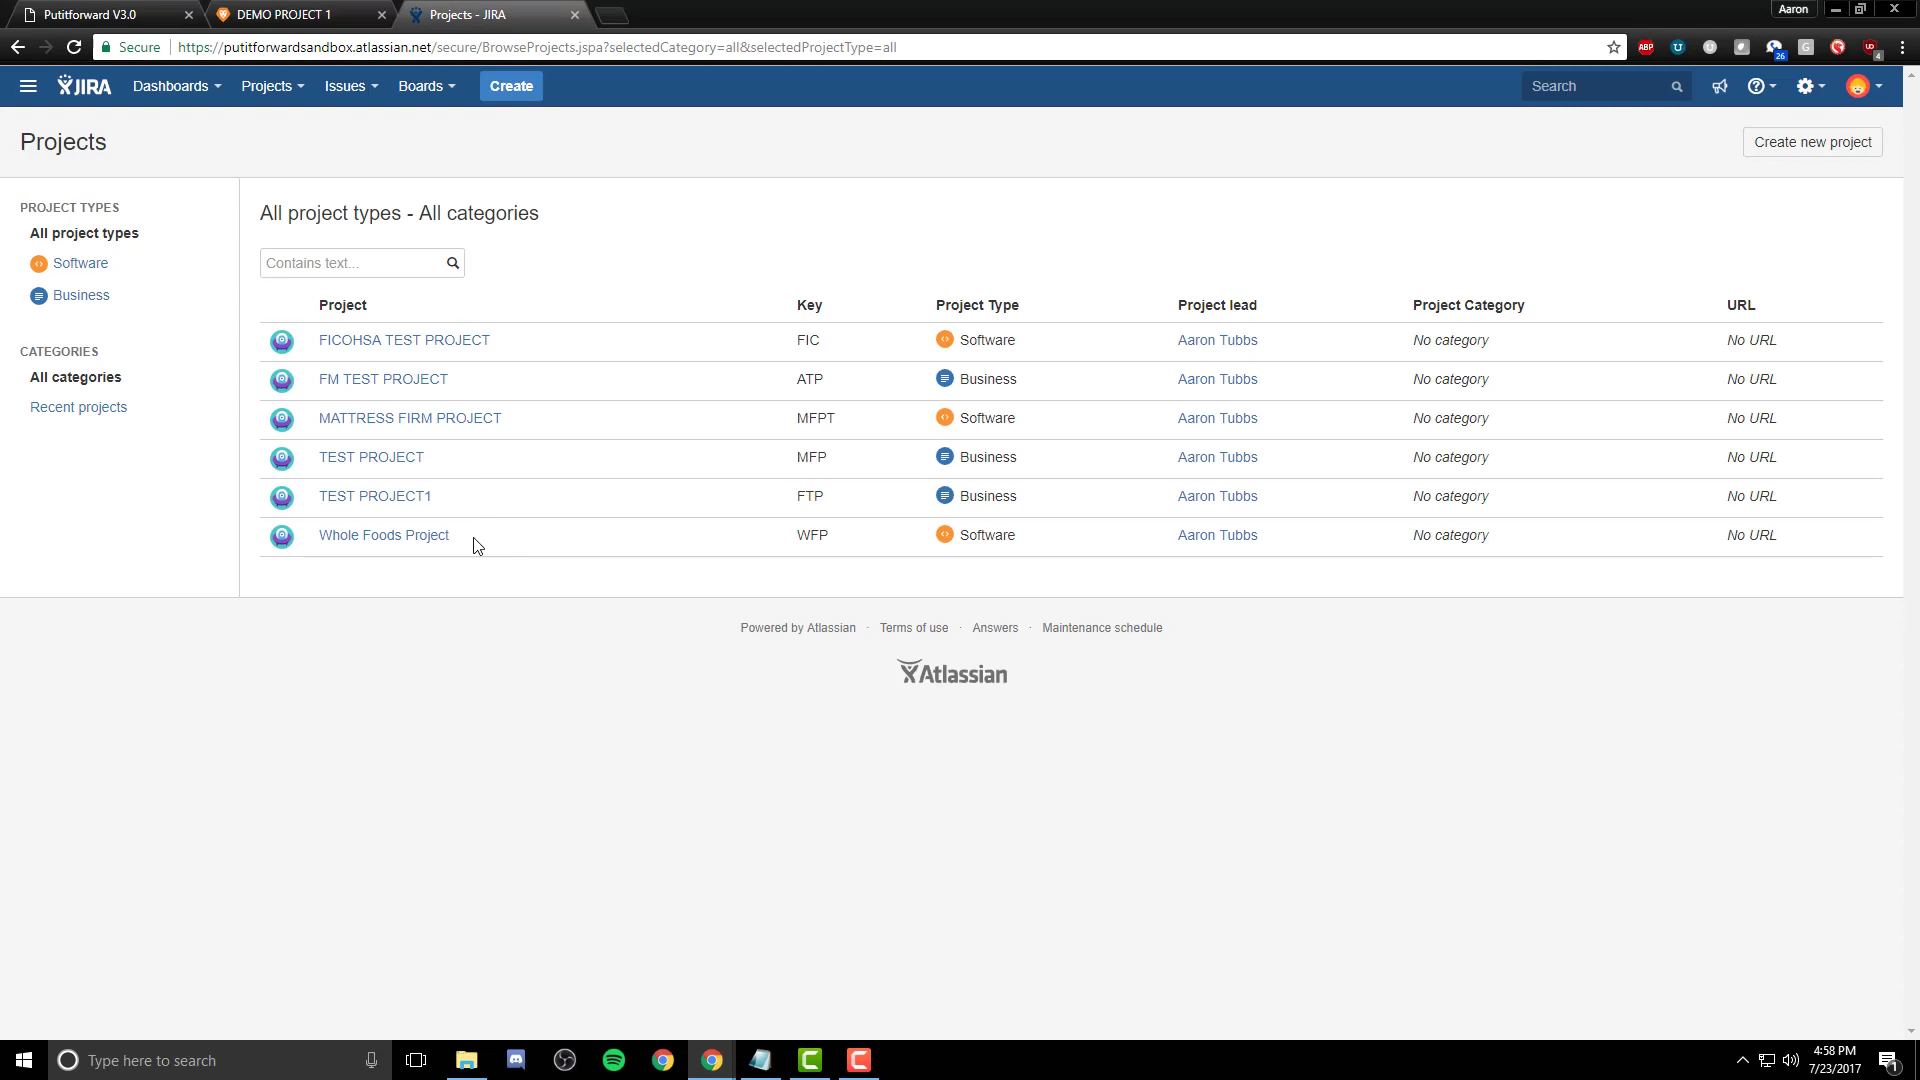 Putitforward V3.0
DEMO PROJECT 1
Projects - JIRA
Aaron
Secure https://putitforwardsandbox.atlassian.net/secure/BrowseProjects.jspa?selectedCategory=all&selectedProjectType=all
ABP
26
G
4
JIRA Dashboards Projects Issues Boards Create Search
Projects
Create new project
PROJECT TYPES
All project types
Software
Business
CATEGORIES
All categories
Recent projects
All project types - All categories
Contains text...
Project Key Project Type Project lead Project Category URL
FICOHSA TEST PROJECT FIC Software Aaron Tubbs No category No URL
FM TEST PROJECT ATP Business Aaron Tubbs No category No URL
MATTRESS FIRM PROJECT MFPT Software Aaron Tubbs No category No URL
TEST PROJECT MFP Business Aaron Tubbs No category No URL
TEST PROJECT1 FTP Business Aaron Tubbs No category No URL
Whole Foods Project WFP Software Aaron Tubbs No category No URL
Powered by Atlassian · Terms of use · Answers · Maintenance schedule
Atlassian
Type here to search
4:58 PM
7/23/2017
1